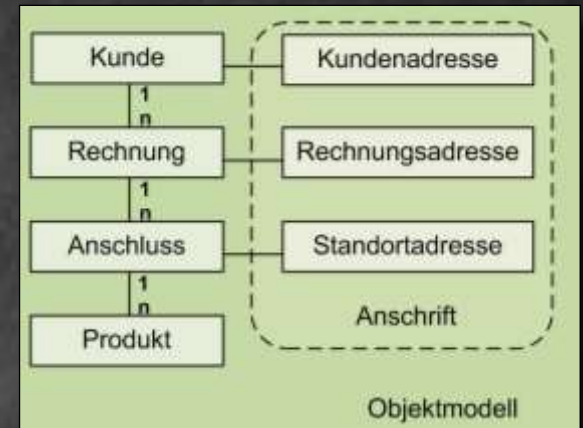 Kunde Kundenadresse
1
n
Rechnung Rechnungsadresse
1
n
Anschluss Standortadresse
1
n
Anschrift
Produkt
Objektmodell